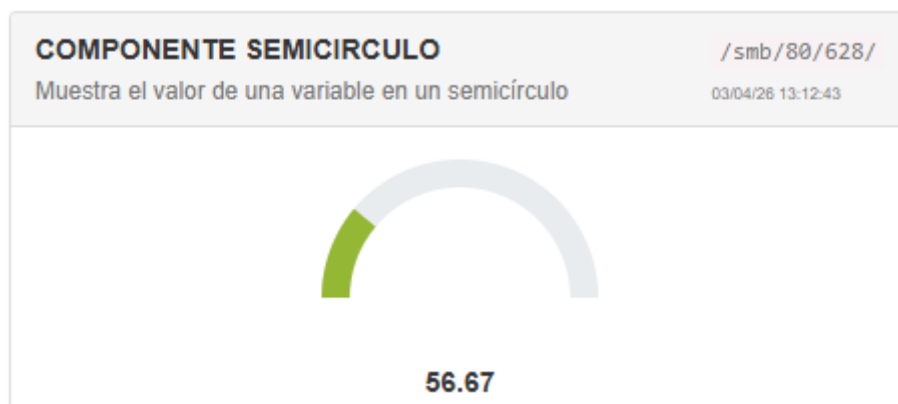 COMPONENTE SEMICIRCULO
/smb/80/628/
Muestra el valor de una variable en un semicírculo
03/04/26 13:12:43
56.67